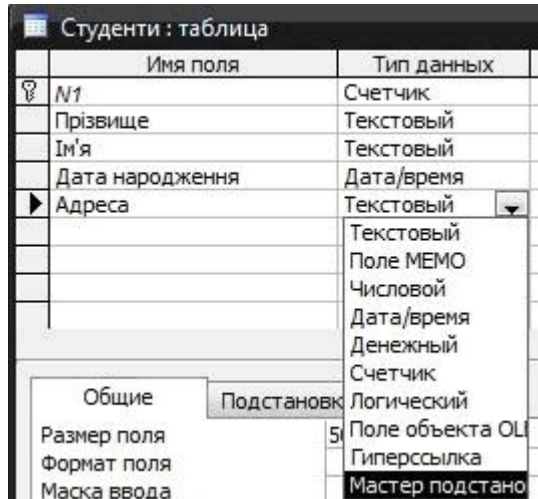 Студенти : таблица
Имя поля Тип данных
N1 Счетчик
Прізвище Текстовый
Ім'я Текстовый
Дата народження Дата/время
Адреса Текстовый
Текстовый
Поле МЕМО
Числовой
Дата/время
Денежный
Счетчик
Общие Подстановк Логический
Размер поля Поле объекта OLE
Формат поля Гиперссылка
Маска ввода Мастер подстано